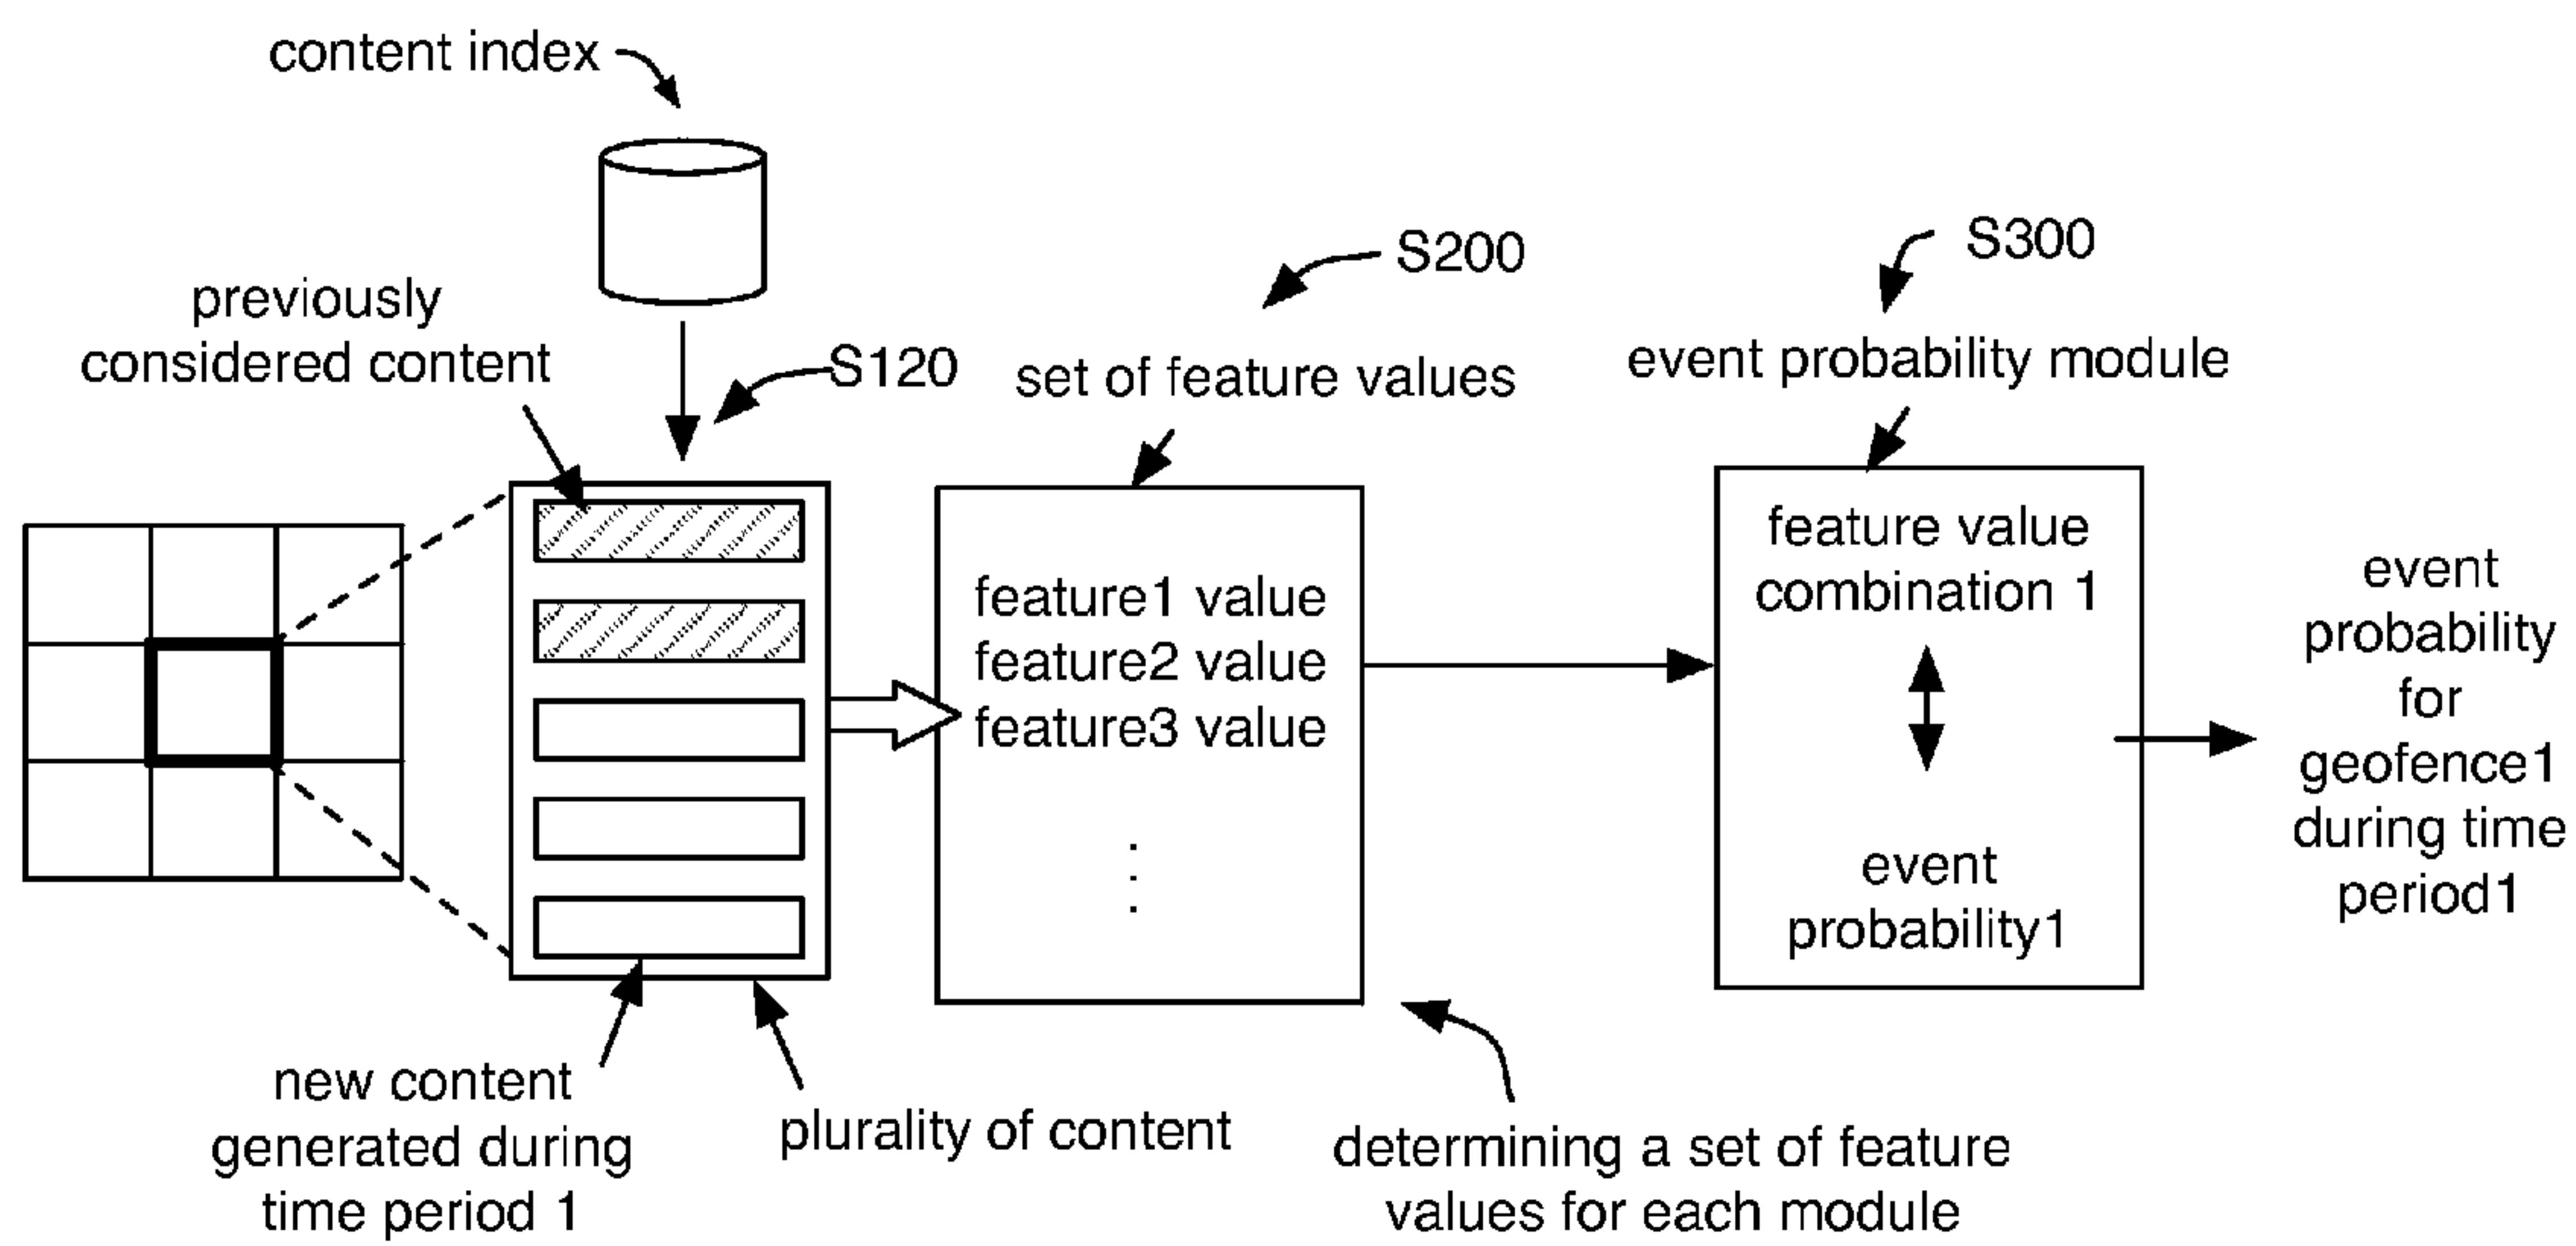 content index
previously
considered content
S120
S200
set of feature values
S300
event probability module
feature1 value
feature2 value
feature3 value
.
.
.
feature value
combination 1
event
probability1
event
probability
for
geofence1
during time
period1
new content
generated during
time period 1
plurality of content
determining a set of feature
values for each module